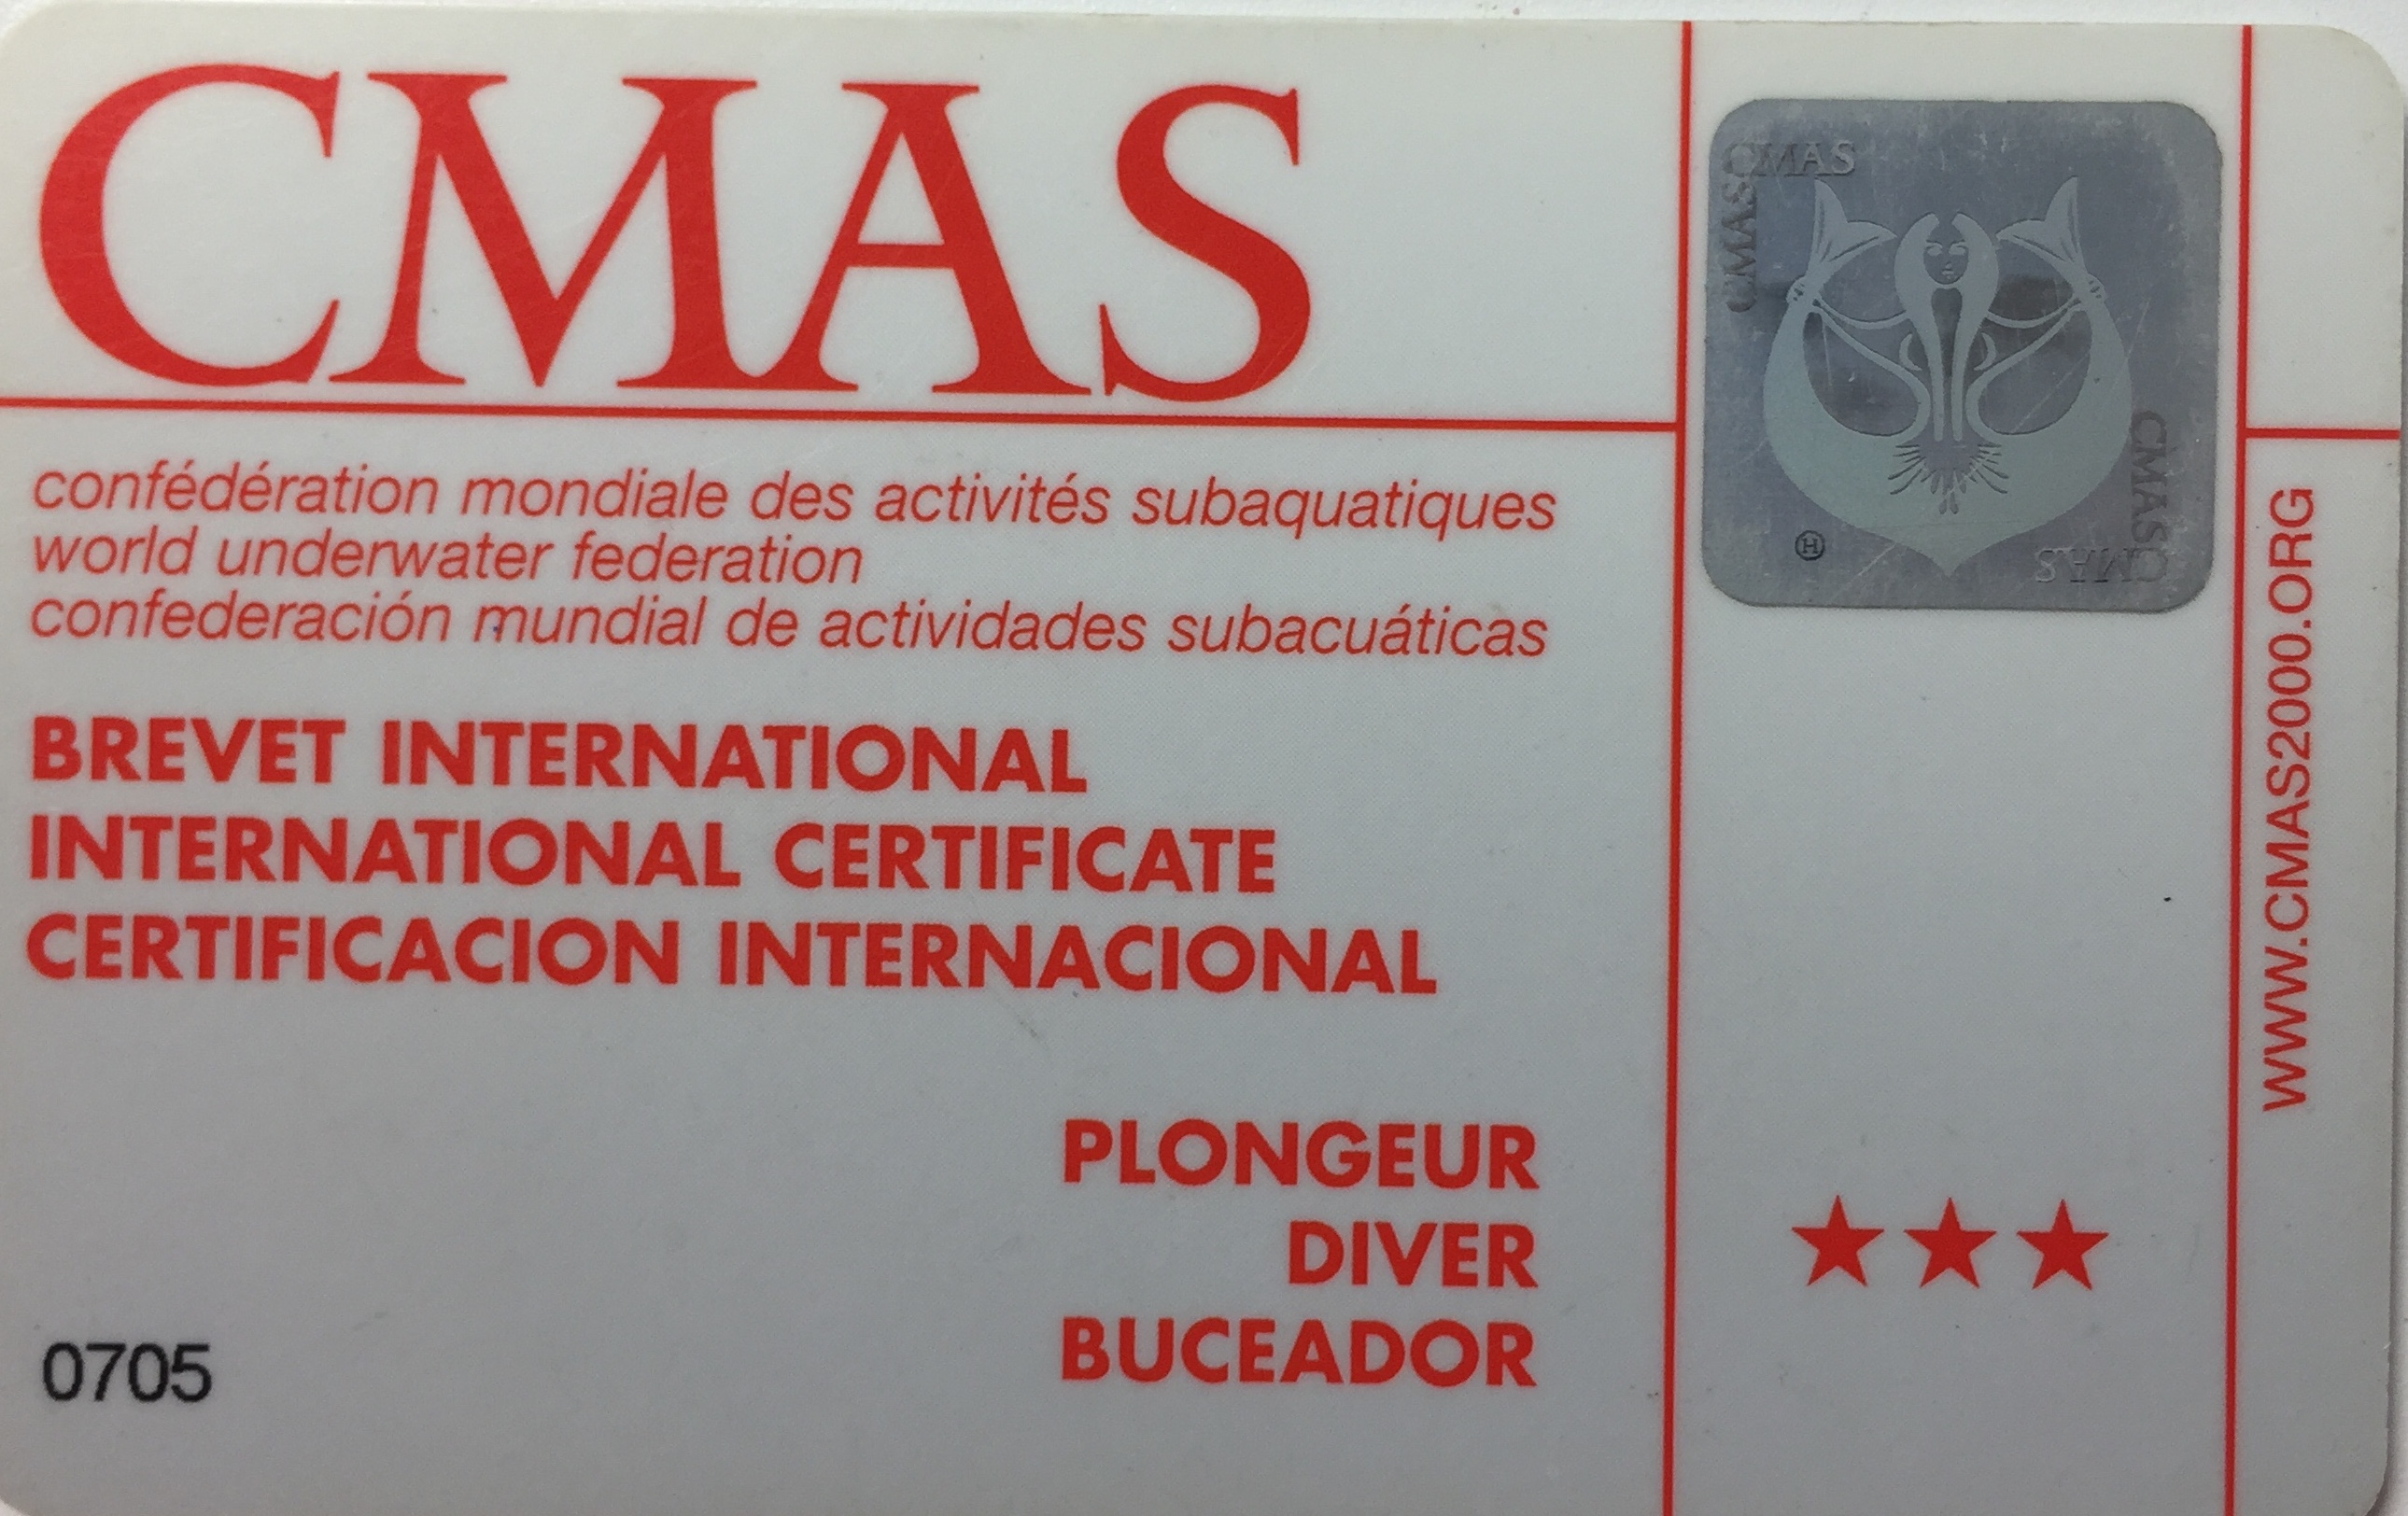 CMAS
confédération mondiale des activités subaquatiques
world underwater federation
confederación mundial de actividades subacuáticas
BREVET INTERNATIONAL
INTERNATIONAL CERTIFICATE
CERTIFICACION INTERNACIONAL
PLONGEUR
DIVER
BUCEADOR
★★★
0705
CMAS
CMAS
CMAS
CMAS
Ⓗ
WWW.CMAS2000.ORG